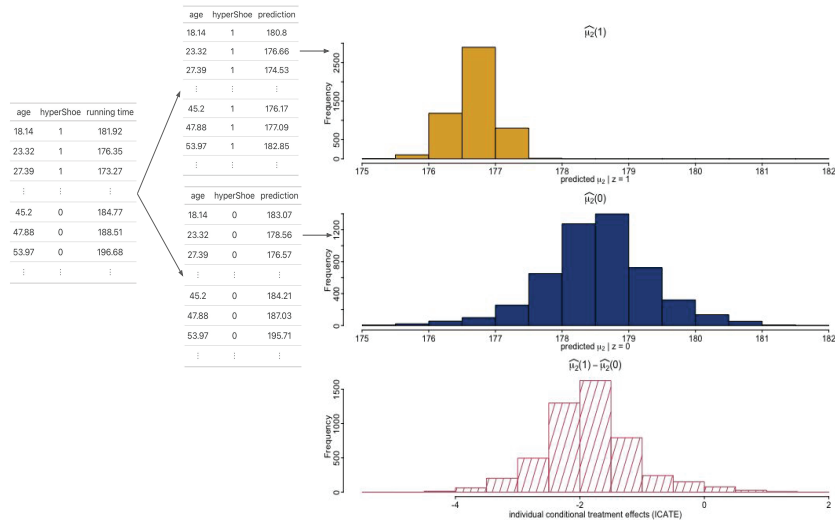 age hyperShoe running time
18.14 1 181.92
23.32 1 176.35
27.39 1 173.27
⋮ ⋮ ⋮
45.2 0 184.77
47.88 0 188.51
53.97 0 196.68
⋮ ⋮ ⋮
age hyperShoe prediction
18.14 1 180.8
23.32 1 176.66
27.39 1 174.53
⋮ ⋮ ⋮
45.2 1 176.17
47.88 1 177.09
53.97 1 182.85
⋮ ⋮ ⋮
age hyperShoe prediction
18.14 0 183.07
23.32 0 178.56
27.39 0 176.57
⋮ ⋮ ⋮
45.2 0 184.21
47.88 0 187.03
53.97 0 195.71
⋮ ⋮ ⋮
μ̂₂(1)
Frequency
0 500 1500 2500
175 176 177 178 179 180 181 182
predicted μ₂ | z = 1
μ̂₂(0)
Frequency
0 400 800 1200
175 176 177 178 179 180 181 182
predicted μ₂ | z = 0
μ̂₂(1) − μ̂₂(0)
Frequency
0 500 1000 1500
-4 -2 0 2
individual conditional treatment effects (ICATE)